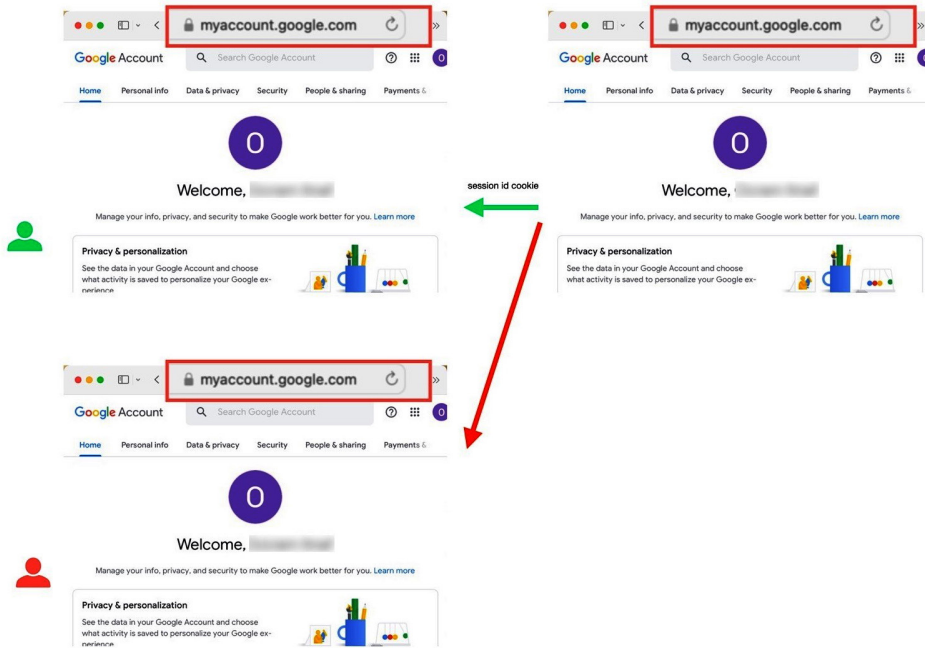 myaccount.google.com
Google Account
Search Google Account
O
Home Personal info Data & privacy Security People & sharing Payments &
O
Welcome,
Manage your info, privacy, and security to make Google work better for you. Learn more
Privacy & personalization
See the data in your Google Account and choose
what activity is saved to personalize your Google ex-
perience
session id cookie
myaccount.google.com
Google Account
Search Google Account
Home Personal info Data & privacy Security People & sharing Payments &
O
Welcome,
Manage your info, privacy, and security to make Google work better for you. Learn more
Privacy & personalization
See the data in your Google Account and choose
what activity is saved to personalize your Google ex-
myaccount.google.com
Google Account
Search Google Account
O
Home Personal info Data & privacy Security People & sharing Payments &
O
Welcome,
Manage your info, privacy, and security to make Google work better for you. Learn more
Privacy & personalization
See the data in your Google Account and choose
what activity is saved to personalize your Google ex-
perience